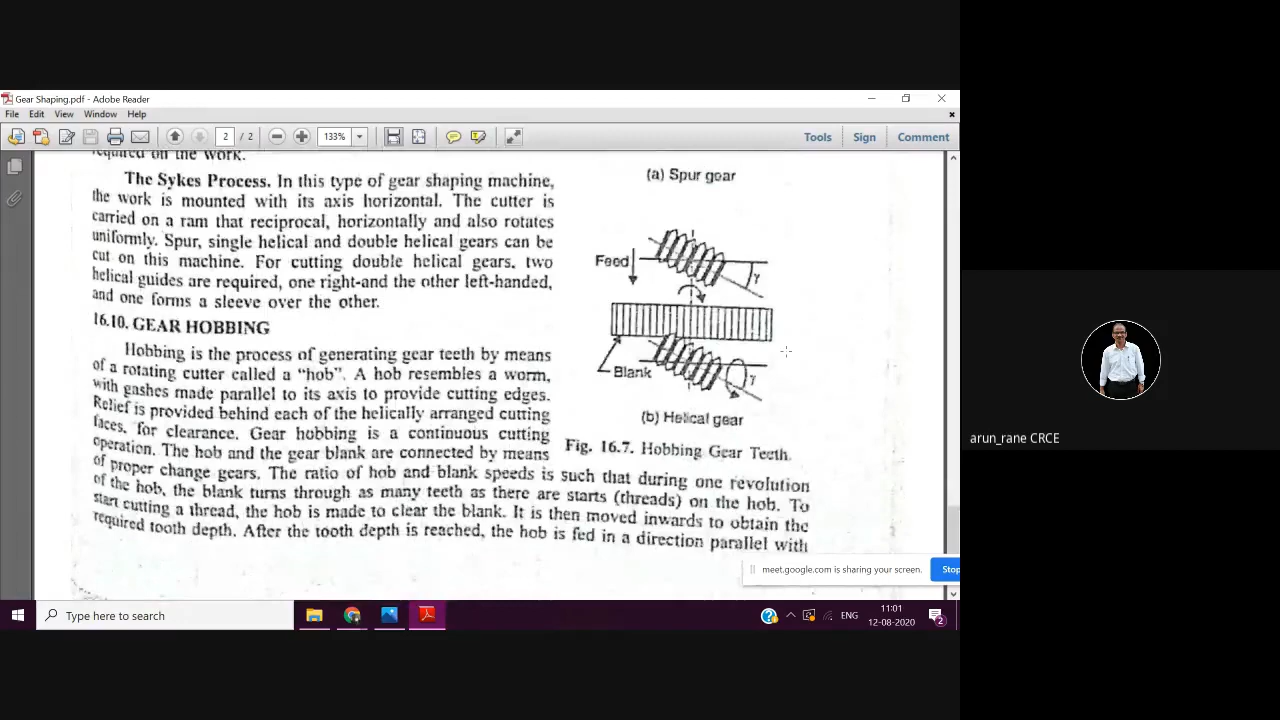 Gear Shaping.pdf - Adobe Reader
File Edit View Window Help
2 / 2 133% Tools Sign Comment
required on the work.
The Sykes Process. In this type of gear shaping machine,
the work is mounted with its axis horizontal. The cutter is
carried on a ram that reciprocal, horizontally and also rotates
uniformly. Spur, single helical and double helical gears can be
cut on this machine. For cutting double helical gears, two
helical guides are required, one right-and the other left-handed,
and one forms a sleeve over the other.
16.10. GEAR HOBBING
Hobbing is the process of generating gear teeth by means
of a rotating cutter called a “hob”. A hob resembles a worm,
with gashes made parallel to its axis to provide cutting edges.
Relief is provided behind each of the helically arranged cutting
faces, for clearance. Gear hobbing is a continuous cutting
operation. The hob and the gear blank are connected by means
of proper change gears. The ratio of hob and blank speeds is such that during one revolution
of the hob, the blank turns through as many teeth as there are starts (threads) on the hob. To
start cutting a thread, the hob is made to clear the blank. It is then moved inwards to obtain the
required tooth depth. After the tooth depth is reached, the hob is fed in a direction parallel with
(a) Spur gear
Feed
γ
Blank
γ
(b) Helical gear
Fig. 16.7. Hobbing Gear Teeth.
meet.google.com is sharing your screen.
Stop
Type here to search
ENG
11:01
12-08-2020
2
arun_rane CRCE